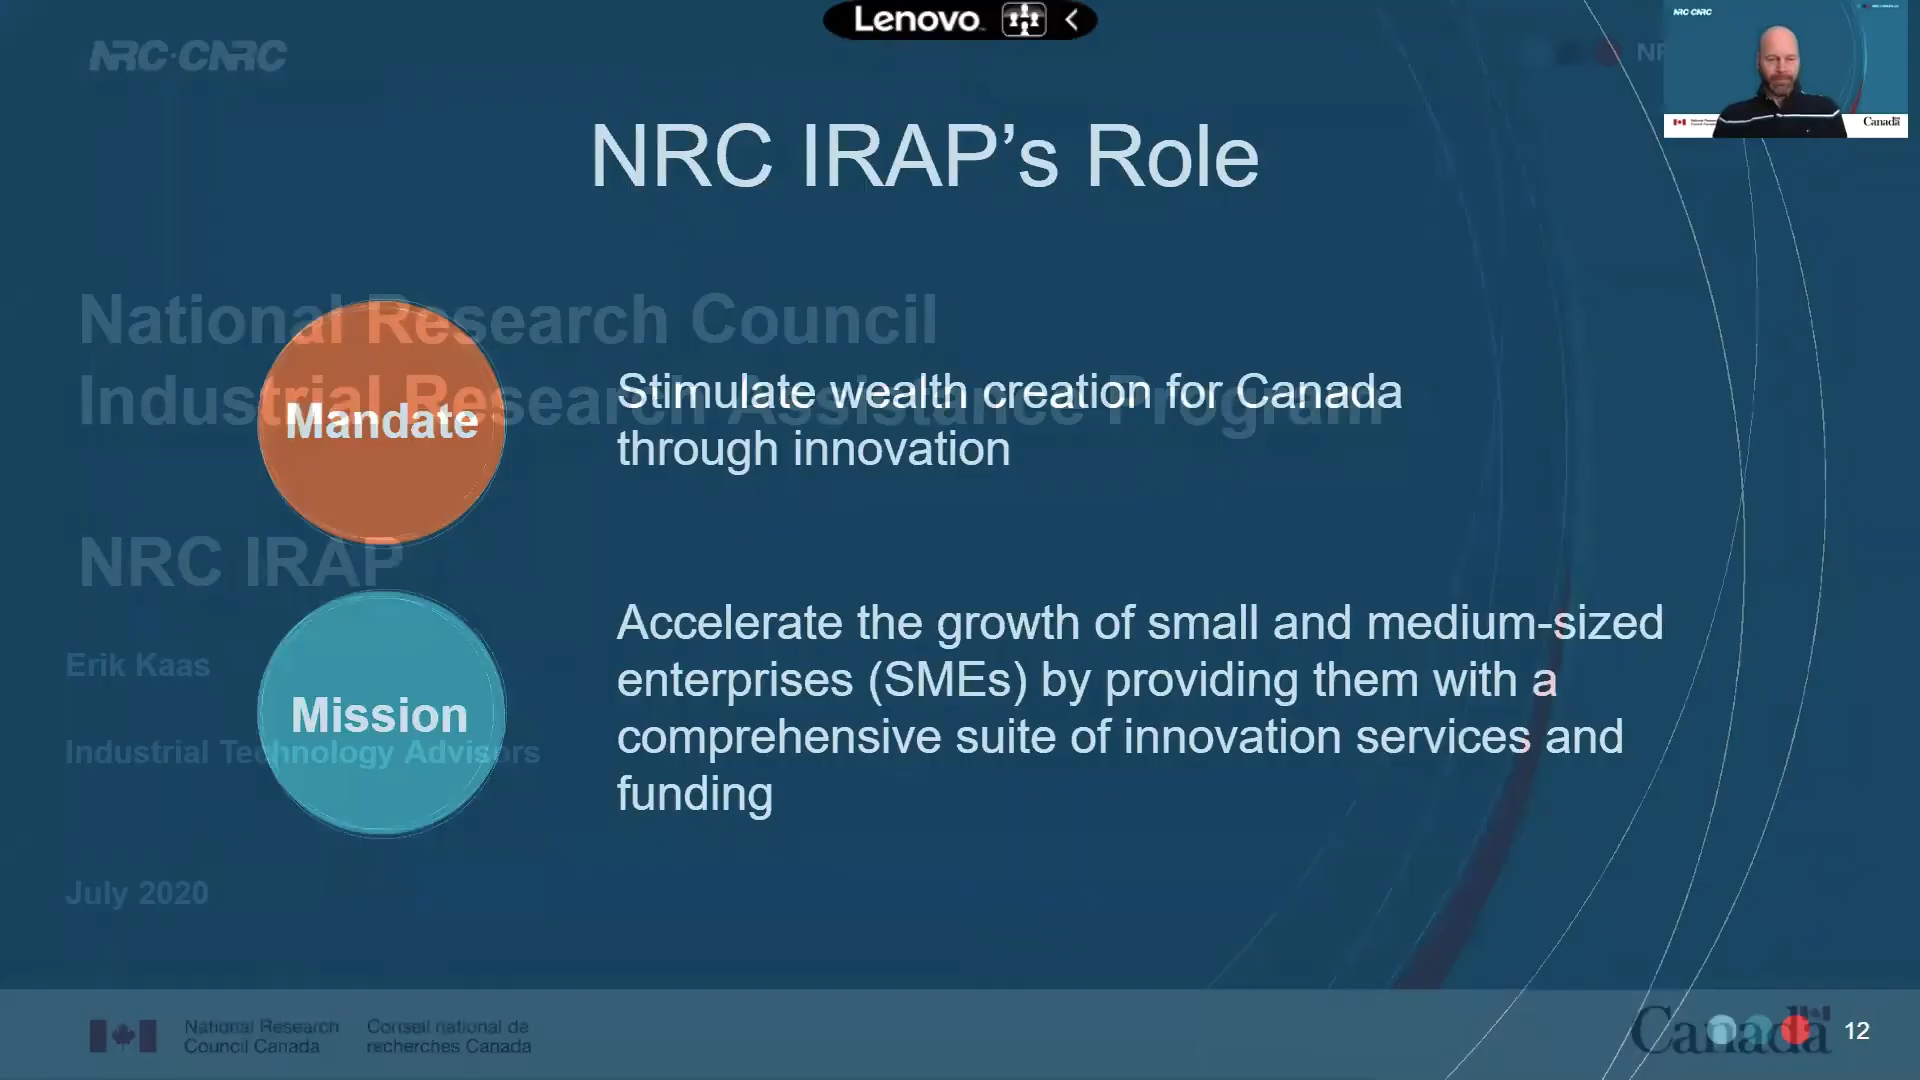 Lenovo
NRC·CNRC
NRC·CNRC
Canada
NRC IRAP’s Role
National Research Council
Industrial Research Assistance Program
Mandate
Stimulate wealth creation for Canada
through innovation
NRC IRAP
Mission
Accelerate the growth of small and medium-sized
enterprises (SMEs) by providing them with a
comprehensive suite of innovation services and
funding
Erik Kaas
Industrial Technology Advisors
July 2020
National Research
Council Canada
Conseil national de
recherches Canada
Canada
12